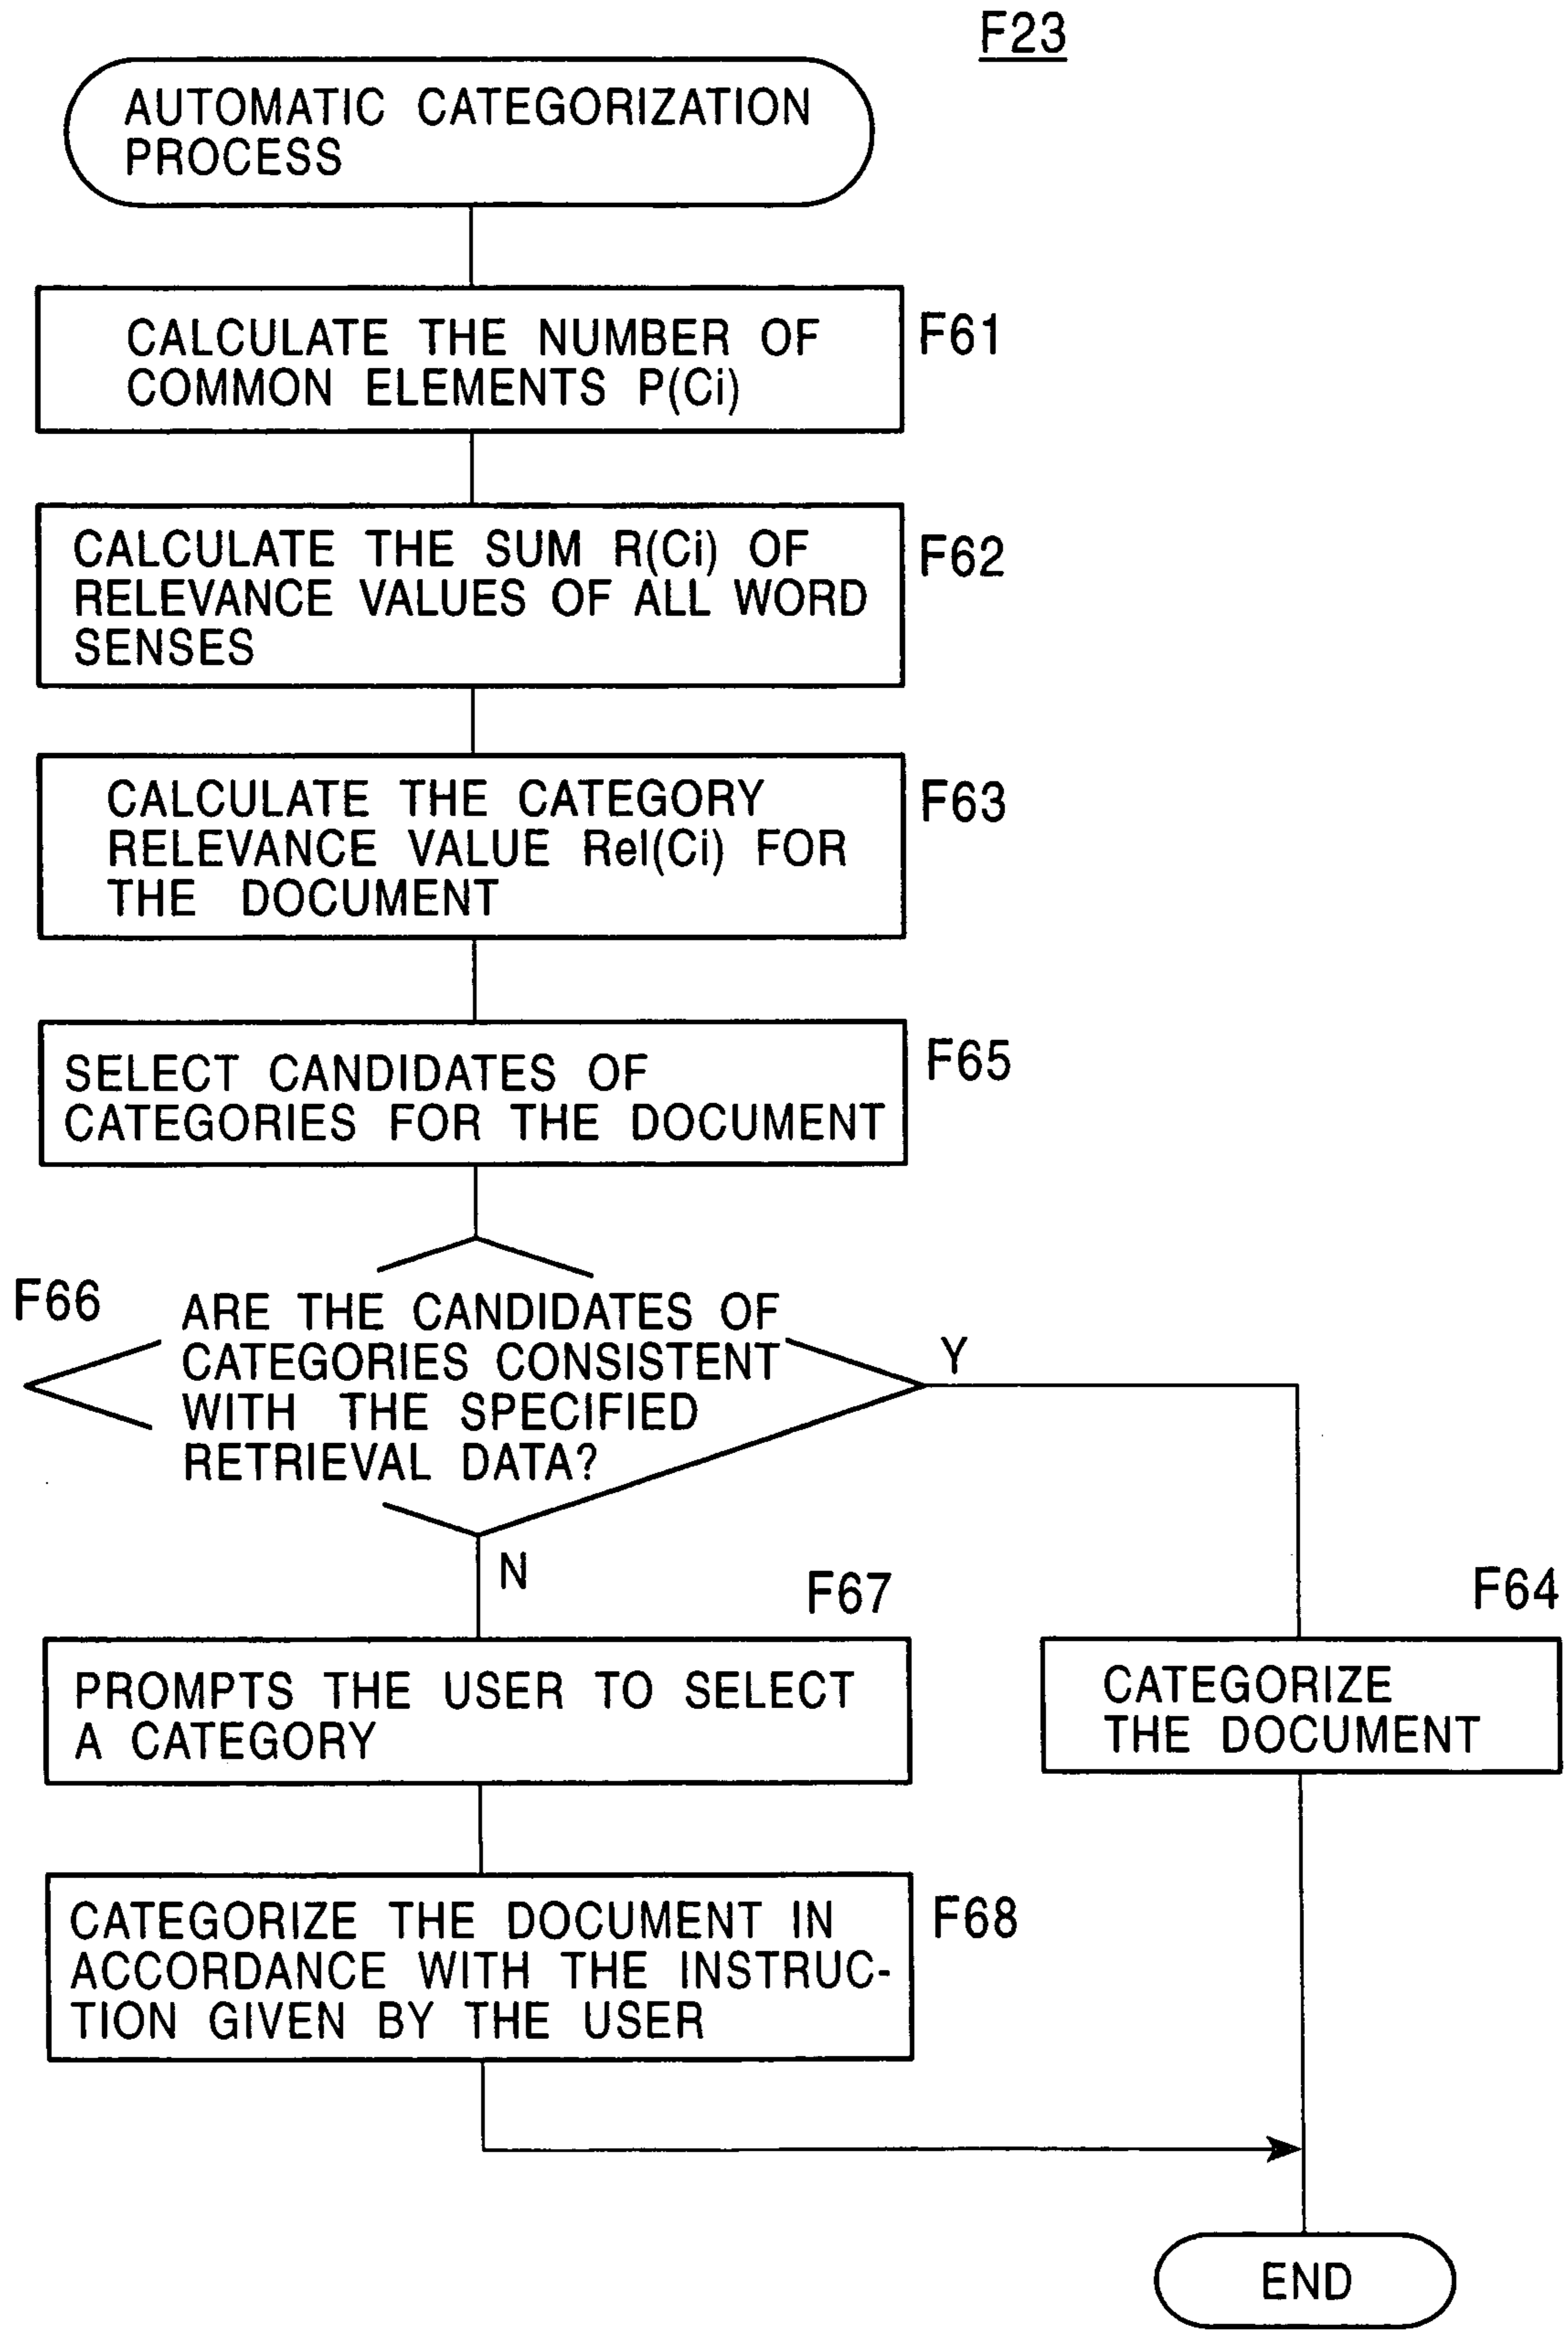 F23
AUTOMATIC CATEGORIZATION
PROCESS
CALCULATE THE NUMBER OF
COMMON ELEMENTS P(Ci)
F61
CALCULATE THE SUM R(Ci) OF
RELEVANCE VALUES OF ALL WORD
SENSES
F62
CALCULATE THE CATEGORY
RELEVANCE VALUE Rel(Ci) FOR
THE DOCUMENT
F63
SELECT CANDIDATES OF
CATEGORIES FOR THE DOCUMENT
F65
F66
ARE THE CANDIDATES OF
CATEGORIES CONSISTENT
WITH THE SPECIFIED
RETRIEVAL DATA?
Y
N
F67
PROMPTS THE USER TO SELECT
A CATEGORY
F64
CATEGORIZE
THE DOCUMENT
CATEGORIZE THE DOCUMENT IN
ACCORDANCE WITH THE INSTRUC-
TION GIVEN BY THE USER
F68
END